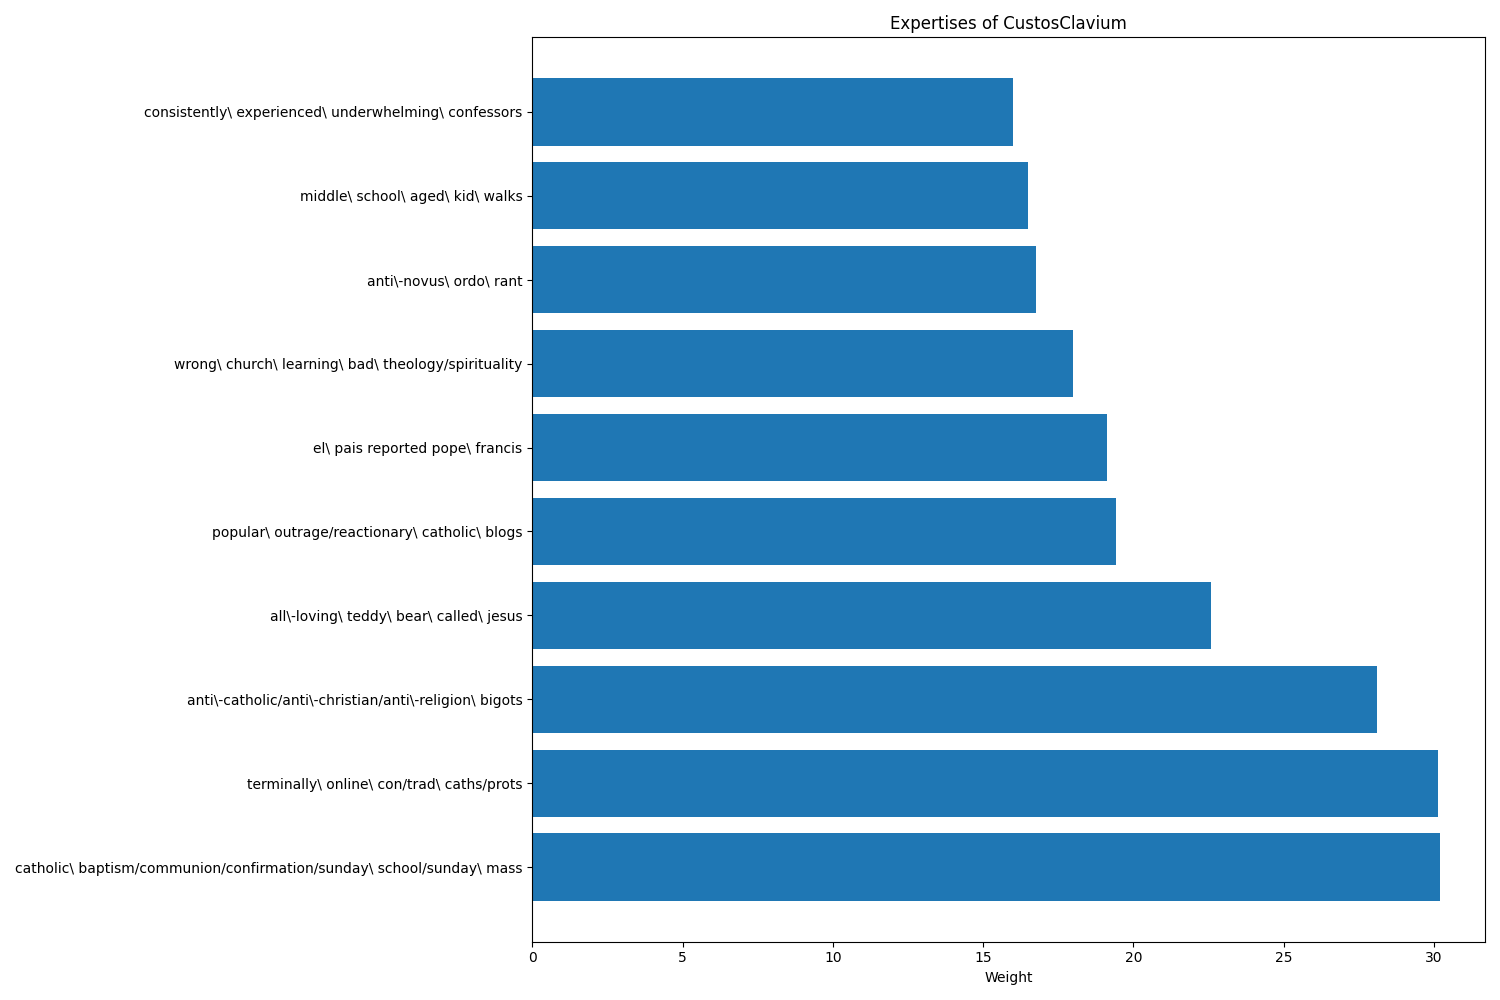 Expertises of CustosClavium
consistently\ experienced\ underwhelming\ confessors
middle\ school\ aged\ kid\ walks
anti\-novus\ ordo\ rant
wrong\ church\ learning\ bad\ theology/spirituality
el\ pais reported pope\ francis
popular\ outrage/reactionary\ catholic\ blogs
all\-loving\ teddy\ bear\ called\ jesus
anti\-catholic/anti\-christian/anti\-religion\ bigots
terminally\ online\ con/trad\ caths/prots
catholic\ baptism/communion/confirmation/sunday\ school/sunday\ mass
0 5 10 15 20 25 30
Weight